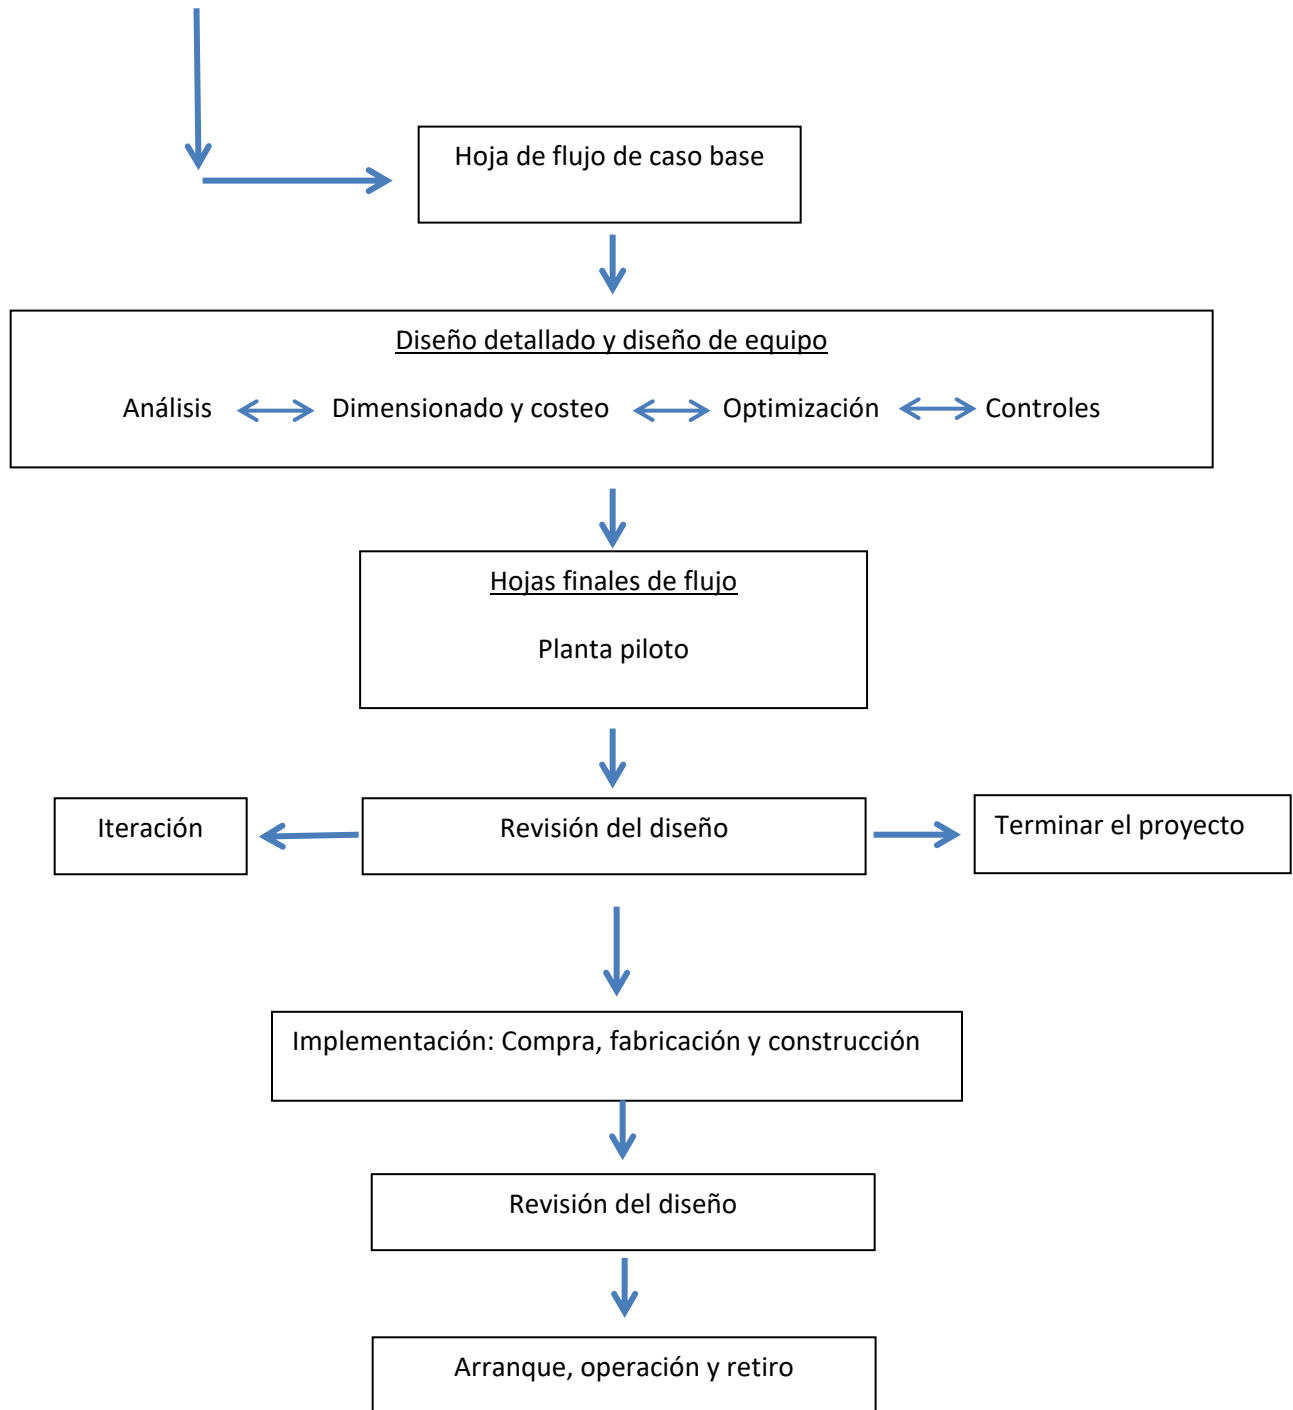 Hoja de flujo de caso base
Diseño detallado y diseño de equipo
Análisis Dimensionado y costeo Optimización Controles
Hojas finales de flujo
Planta piloto
Iteración
Revisión del diseño
Terminar el proyecto
Implementación: Compra, fabricación y construcción
Revisión del diseño
Arranque, operación y retiro